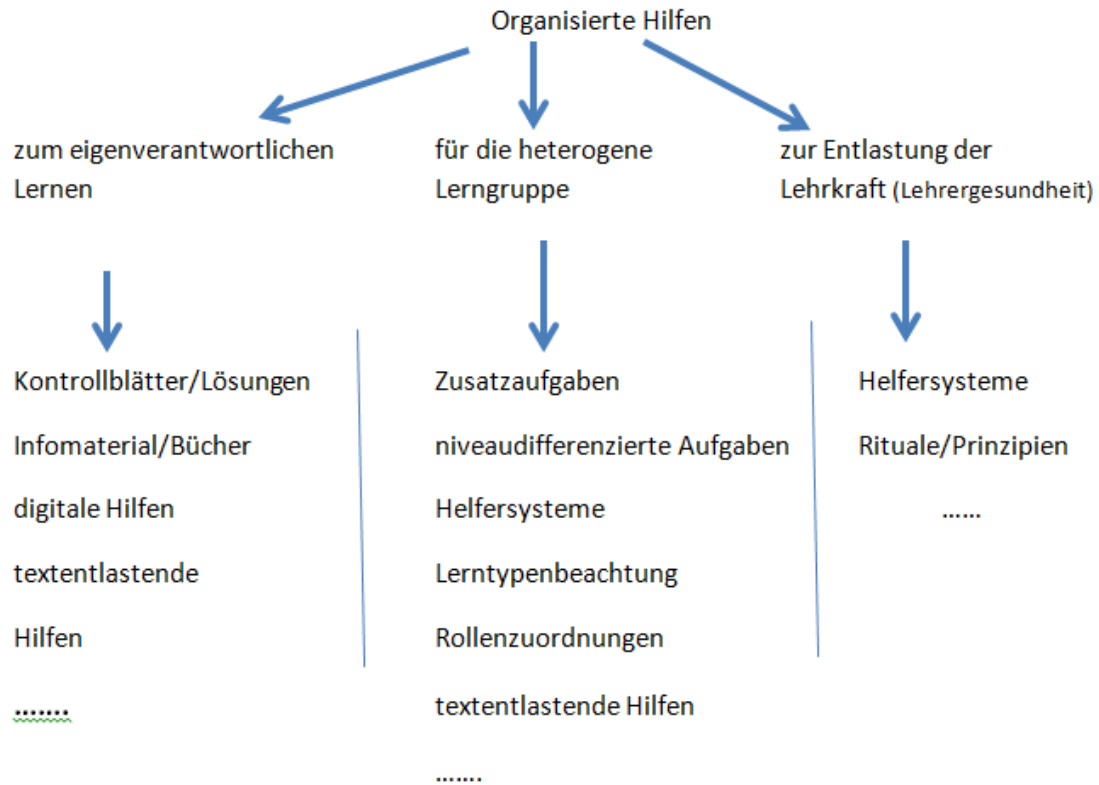 Organisierte Hilfen
zum eigenverantwortlichen
Lernen
für die heterogene
Lerngruppe
zur Entlastung der
Lehrkraft (Lehrergesundheit)
Kontrollblätter/Lösungen
Infomaterial/Bücher
digitale Hilfen
textentlastende
Hilfen
.......
Zusatzaufgaben
niveaudifferenzierte Aufgaben
Helfersysteme
Lerntypenbeachtung
Rollenzuordnungen
textentlastende Hilfen
.......
Helfersysteme
Rituale/Prinzipien
......